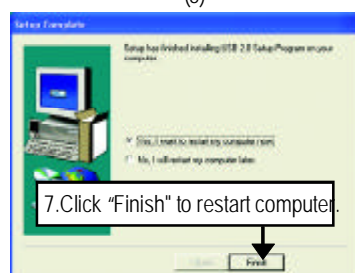 Setup Complete
Setup has finished installing USB 2.0 Setup Program on your
computer.
Yes, I want to restart my computer now.
No, I will restart my computer later.
7.Click “Finish" to restart computer.
Finish